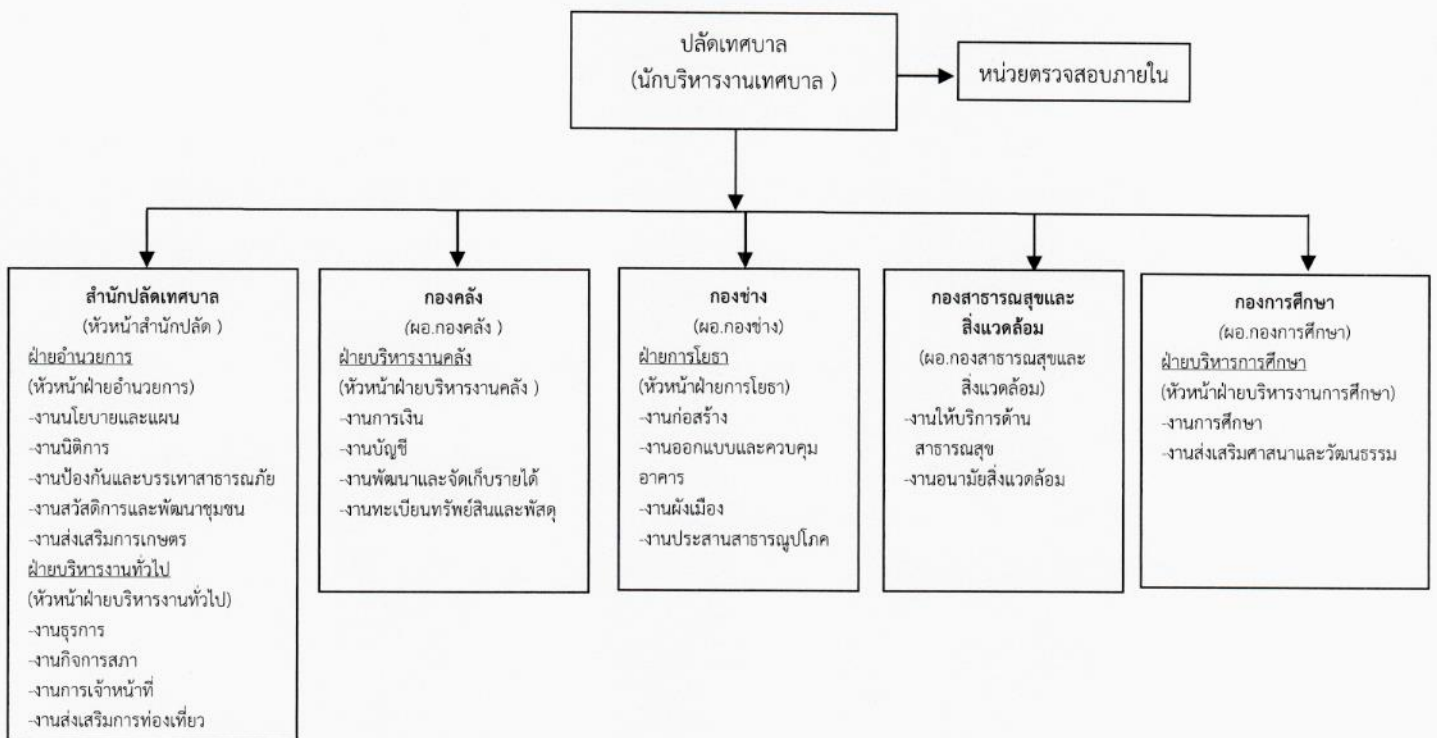 ปลัดเทศบาล
(นักบริหารงานเทศบาล )
หน่วยตรวจสอบภายใน
สำนักปลัดเทศบาล
(หัวหน้าสำนักปลัด )
ฝ่ายอำนวยการ
(หัวหน้าฝ่ายอำนวยการ)
-งานนโยบายและแผน
-งานนิติการ
-งานป้องกันและบรรเทาสาธารณภัย
-งานสวัสดิการและพัฒนาชุมชน
-งานส่งเสริมการเกษตร
ฝ่ายบริหารงานทั่วไป
(หัวหน้าฝ่ายบริหารงานทั่วไป)
-งานธุรการ
-งานกิจการสภา
-งานการเจ้าหน้าที่
-งานส่งเสริมการท่องเที่ยว
กองคลัง
(ผอ.กองคลัง )
ฝ่ายบริหารงานคลัง
(หัวหน้าฝ่ายบริหารงานคลัง )
-งานการเงิน
-งานบัญชี
-งานพัฒนาและจัดเก็บรายได้
-งานทะเบียนทรัพย์สินและพัสดุ
กองช่าง
(ผอ.กองช่าง)
ฝ่ายการโยธา
(หัวหน้าฝ่ายการโยธา)
-งานก่อสร้าง
-งานออกแบบและควบคุม
อาคาร
-งานผังเมือง
-งานประสานสาธารณูปโภค
กองสาธารณสุขและ
สิ่งแวดล้อม
(ผอ.กองสาธารณสุขและ
สิ่งแวดล้อม)
-งานให้บริการด้าน
สาธารณสุข
-งานอนามัยสิ่งแวดล้อม
กองการศึกษา
(ผอ.กองการศึกษา)
ฝ่ายบริหารการศึกษา
(หัวหน้าฝ่ายบริหารงานการศึกษา)
-งานการศึกษา
-งานส่งเสริมศาสนาและวัฒนธรรม